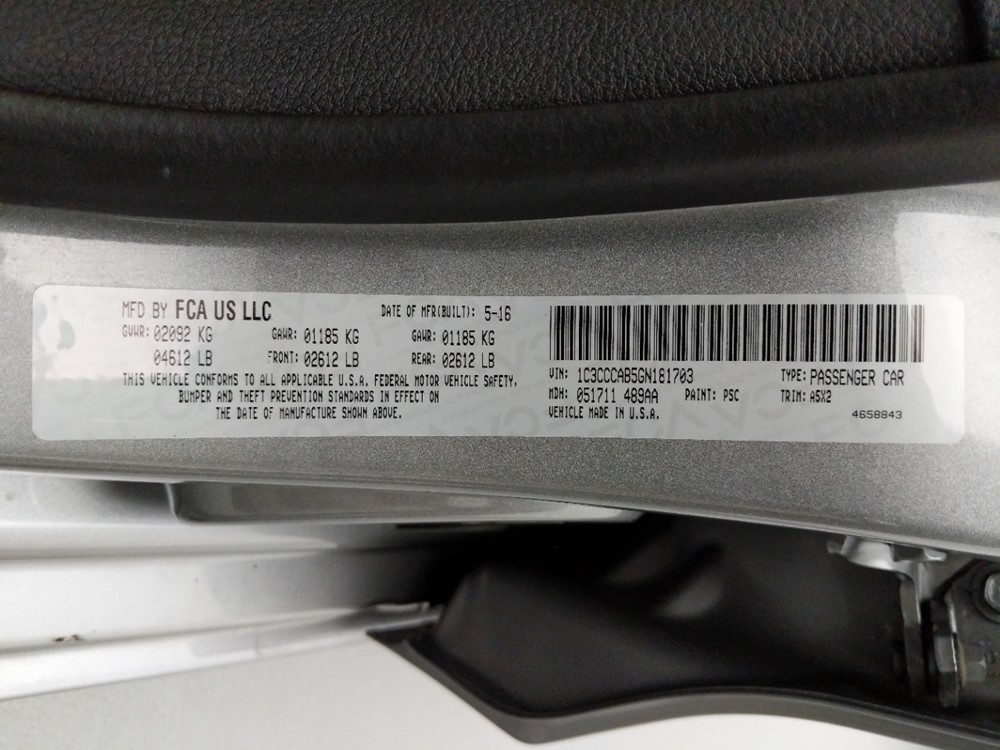 MFD BY FCA US LLC DATE OF MFR(BUILT): 5-16
GVWR: 02092 KG GAWR: 01185 KG GAWR: 01185 KG
04612 LB FRONT: 02612 LB REAR: 02612 LB
THIS VEHICLE CONFORMS TO ALL APPLICABLE U.S.A. FEDERAL MOTOR VEHICLE SAFETY,
BUMPER AND THEFT PREVENTION STANDARDS IN EFFECT ON
THE DATE OF MANUFACTURE SHOWN ABOVE.
VIN: 1C3CCCAB5GN181703 TYPE: PASSENGER CAR
MDH: 051711 489AA PAINT: PSC TRIM: A5X2
VEHICLE MADE IN U.S.A. 4658843